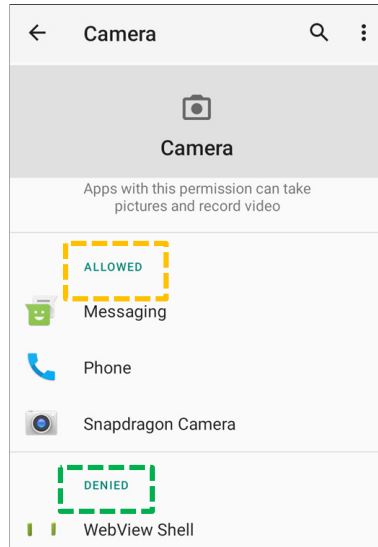 Camera
Camera
Apps with this permission can take
pictures and record video
ALLOWED
Messaging
Phone
Snapdragon Camera
DENIED
WebView Shell